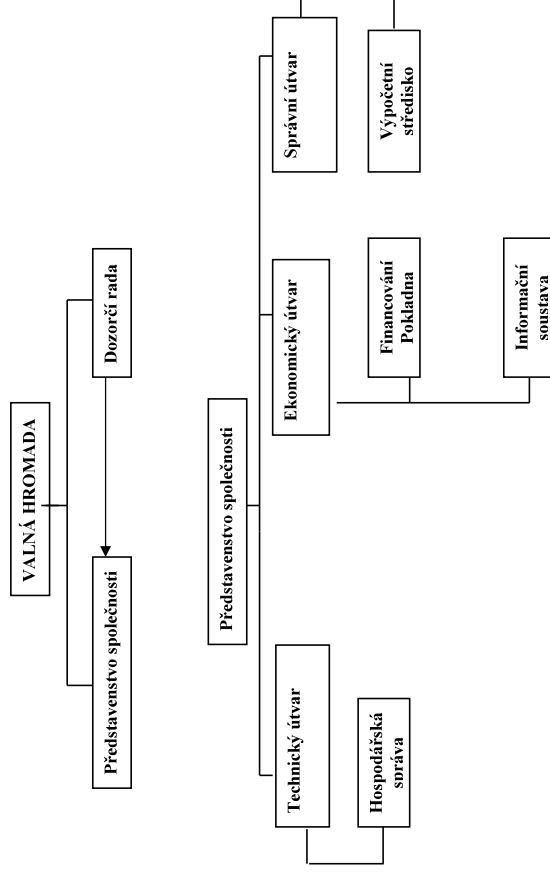 VALNÁ HROMADA
Představenstvo společnosti
Dozorčí rada
Představenstvo společnosti
Technický útvar
Ekonomický útvar
Správní útvar
Hospodářská
správa
Financování
Pokladna
Výpočetní
středisko
Informační
soustava